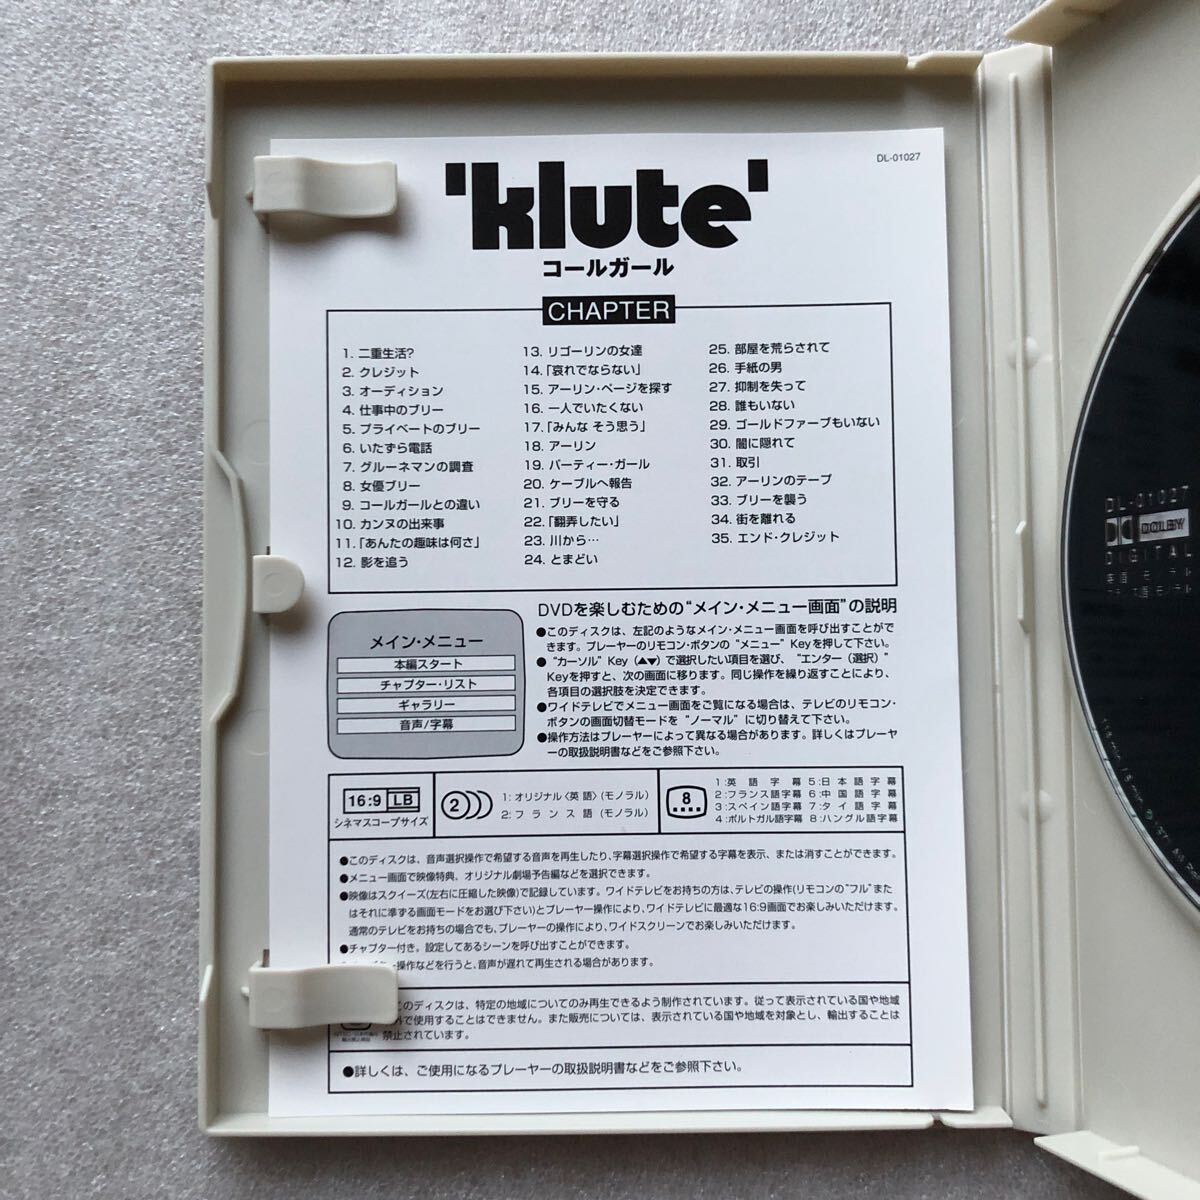 DL-01027
'klute'
コールガール
CHAPTER
1. 二重生活?
2. クレジット
3. オーディション
4. 仕事中のブリー
5. プライベートのブリー
6. いたずら電話
7. グルーネマンの調査
8. 女優ブリー
9. コールガールとの違い
10. カンヌの出来事
11.「あんたの趣味は何さ」
12. 影を追う
13. リゴーリンの女達
14.「哀れでならない」
15. アーリン・ページを探す
16. 一人でいたくない
17.「みんな そう思う」
18. アーリン
19. パーティー・ガール
20. ケーブルへ報告
21. ブリーを守る
22.「翻弄したい」
23. 川から…
24. とまどい
25. 部屋を荒らされて
26. 手紙の男
27. 抑制を失って
28. 誰もいない
29. ゴールドファーブもいない
30. 闇に隠れて
31. 取引
32. アーリンのテープ
33. ブリーを襲う
34. 街を離れる
35. エンド・クレジット
メイン・メニュー
本編スタート
チャプター・リスト
ギャラリー
音声/字幕
DVDを楽しむための“メイン・メニュー画面”の説明
●このディスクは、左記のようなメイン・メニュー画面を呼び出すことがで
きます。プレーヤーのリモコン・ボタンの “メニュー” Keyを押して下さい。
● “カーソル” Key（▲▼）で選択したい項目を選び、 “エンター（選択）”
Keyを押すと、次の画面に移ります。同じ操作を繰り返すことにより、
各項目の選択肢を決定できます。
●ワイドテレビでメニュー画面をご覧になる場合は、テレビのリモコン・
ボタンの画面切替モードを “ノーマル” に切り替えて下さい。
●操作方法はプレーヤーによって異なる場合があります。詳しくはプレーヤ
ーの取扱説明書などをご参照下さい。
16:9 LB
シネマスコープサイズ
2
1: オリジナル〈英語〉(モノラル)
2: フランス語 (モノラル)
8
1:英語字幕 5:日本語字幕
2:フランス語字幕 6:中国語字幕
3:スペイン語字幕 7:タイ語字幕
4:ポルトガル語字幕 8:ハングル語字幕
●このディスクは、音声選択操作で希望する音声を再生したり、字幕選択操作で希望する字幕を表示、または消すことができます。
●メニュー画面で映像特典、オリジナル劇場予告編などを選択できます。
●映像はスクイーズ(左右に圧縮した映像)で記録しています。ワイドテレビをお持ちの方は、テレビの操作(リモコンの“フル”また
はそれに準ずる画面モードをお選び下さい)とプレーヤー操作により、ワイドテレビに最適な16:9画面でお楽しみいただけます。
通常のテレビをお持ちの場合でも、プレーヤーの操作により、ワイドスクリーンでお楽しみいただけます。
●チャプター付き。設定してあるシーンを呼び出すことができます。
操作などを行うと、音声が遅れて再生される場合があります。
このディスクは、特定の地域についてのみ再生できるよう制作されています。従って表示されている国や地域
外で使用することはできません。また販売については、表示されている国や地域を対象とし、輸出することは
禁止されています。
●詳しくは、ご使用になるプレーヤーの取扱説明書などをご参照下さい。
DL-01027
DOLBY
DIGITAL